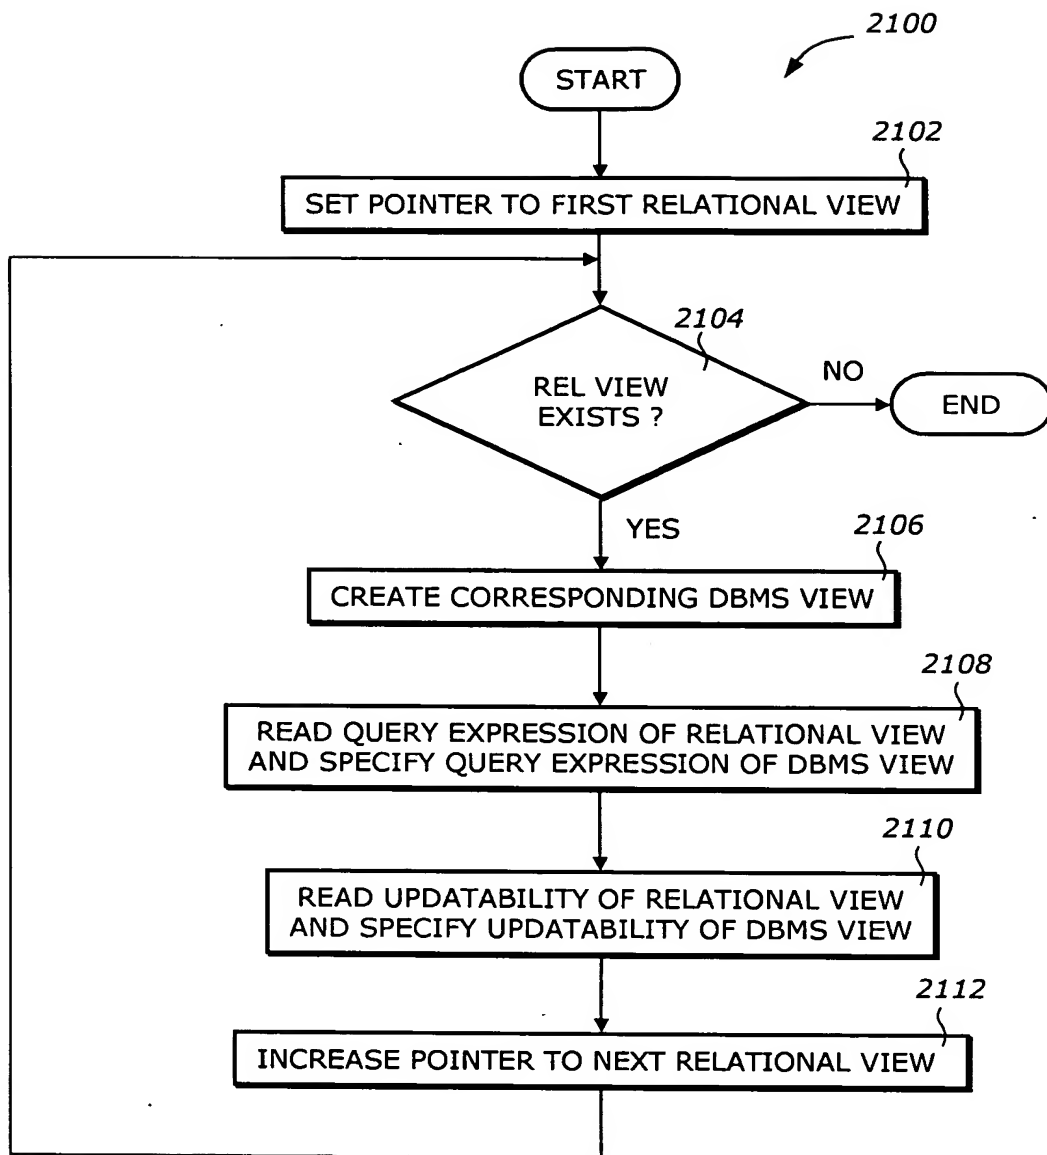 2100
START
2102
SET POINTER TO FIRST RELATIONAL VIEW
2104
REL VIEW
EXISTS ?
NO
END
YES
2106
CREATE CORRESPONDING DBMS VIEW
2108
READ QUERY EXPRESSION OF RELATIONAL VIEW
AND SPECIFY QUERY EXPRESSION OF DBMS VIEW
2110
READ UPDATABILITY OF RELATIONAL VIEW
AND SPECIFY UPDATABILITY OF DBMS VIEW
2112
INCREASE POINTER TO NEXT RELATIONAL VIEW